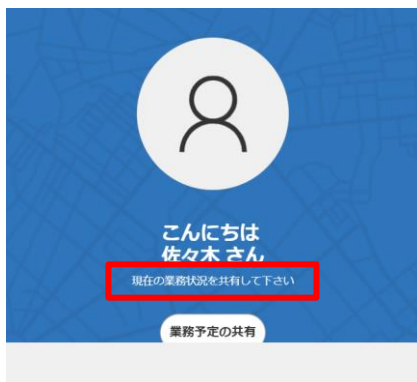 こんにちは
佐々木 さん
現在の業務状況を共有して下さい
業務予定の共有